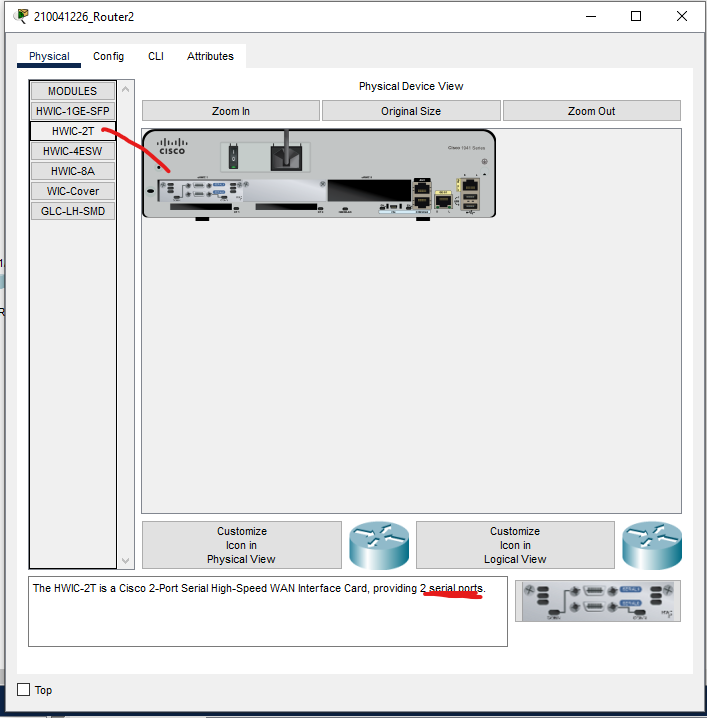 210041226_Router2
Physical Config CLI Attributes
MODULES
HWIC-1GE-SFP
HWIC-2T
HWIC-4ESW
HWIC-8A
WIC-Cover
GLC-LH-SMD
Physical Device View
Zoom In Original Size Zoom Out
CISCO
Cisco 1941 Series
Customize
Icon in
Physical View
Customize
Icon in
Logical View
The HWIC-2T is a Cisco 2-Port Serial High-Speed WAN Interface Card, providing 2 serial ports.
Top